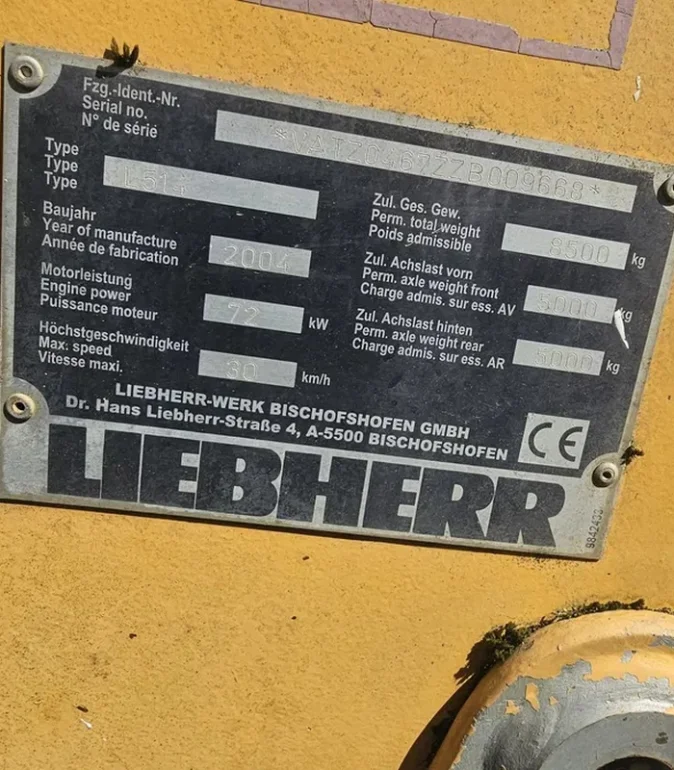 Fzg.-Ident.-Nr.
Serial no.
N° de série
Type
Type
Type
Baujahr
Year of manufacture
Année de fabrication
2004
Motorleistung
Engine power
Puissance moteur
72 kW
Höchstgeschwindigkeit
Max. speed
Vitesse maxi.
30 km/h
Zul. Ges. Gew.
Perm. total weight
Poids admissible
8500 kg
Zul. Achslast vorn
Perm. axle weight front
Charge admis. sur ess. AV
5000 kg
Zul. Achslast hinten
Perm. axle weight rear
Charge admis. sur ess. AR
5000 kg
LIEBHERR-WERK BISCHOFSHOFEN GMBH
Dr. Hans Liebherr-Straße 4, A-5500 BISCHOFSHOFEN
CE
LIEBHERR